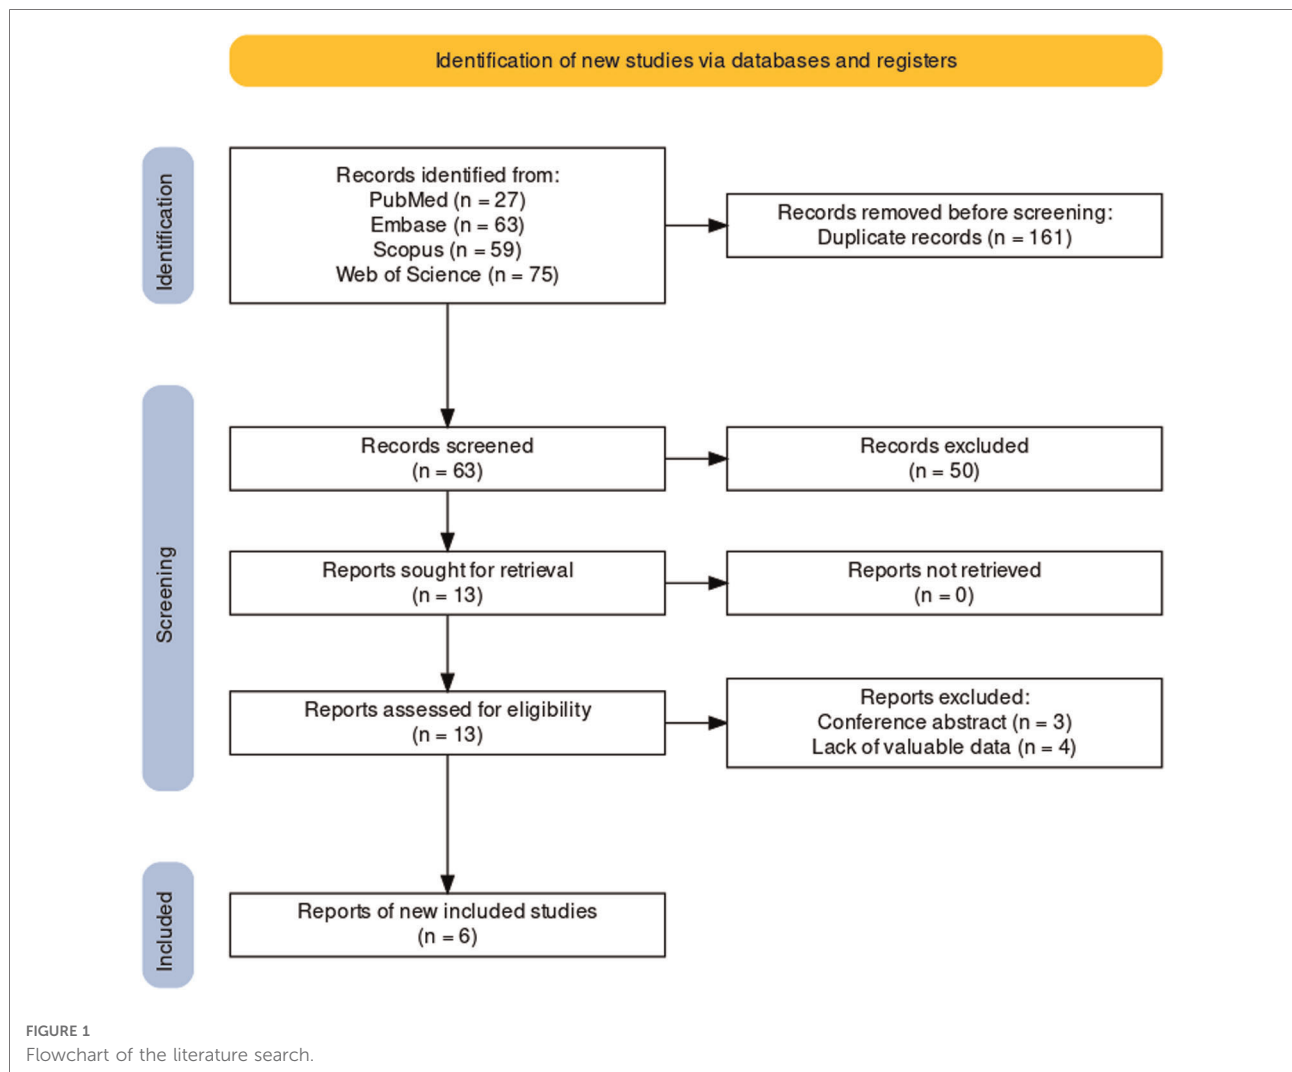 Identification of new studies via databases and registers
Identification
Records identified from:
PubMed (n = 27)
Embase (n = 63)
Scopus (n = 59)
Web of Science (n = 75)
Records removed before screening:
Duplicate records (n = 161)
Screening
Records screened
(n = 63)
Records excluded
(n = 50)
Reports sought for retrieval
(n = 13)
Reports not retrieved
(n = 0)
Reports assessed for eligibility
(n = 13)
Reports excluded:
Conference abstract (n = 3)
Lack of valuable data (n = 4)
Included
Reports of new included studies
(n = 6)
FIGURE 1
Flowchart of the literature search.